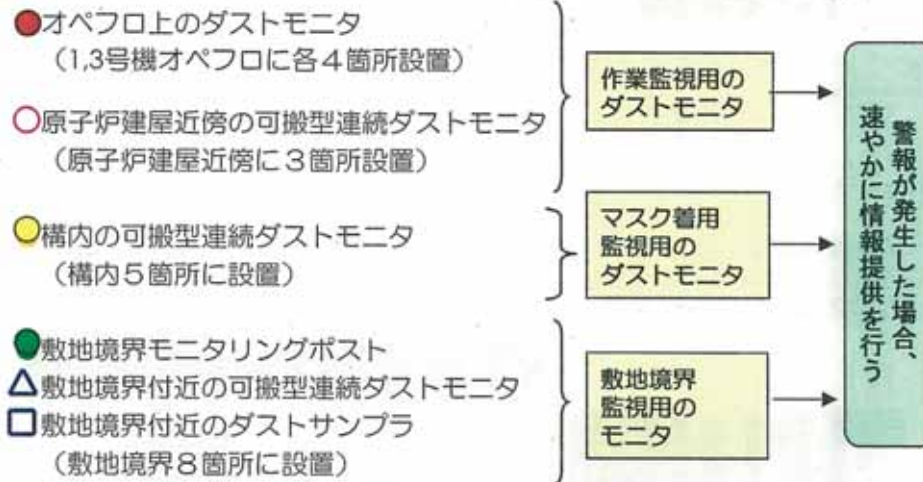 ●オペフロ上のダストモニタ
(1,3号機オペフロに各4箇所設置)
○原子炉建屋近傍の可搬型連続ダストモニタ
(原子炉建屋近傍に3箇所設置)
●構内の可搬型連続ダストモニタ
(構内5箇所に設置)
●敷地境界モニタリングポスト
△敷地境界付近の可搬型連続ダストモニタ
□敷地境界付近のダストサンプラ
(敷地境界8箇所に設置)
作業監視用の
ダストモニタ
マスク着用
監視用の
ダストモニタ
敷地境界
監視用の
モニタ
警報が発生した場合、
速やかに情報提供を行う